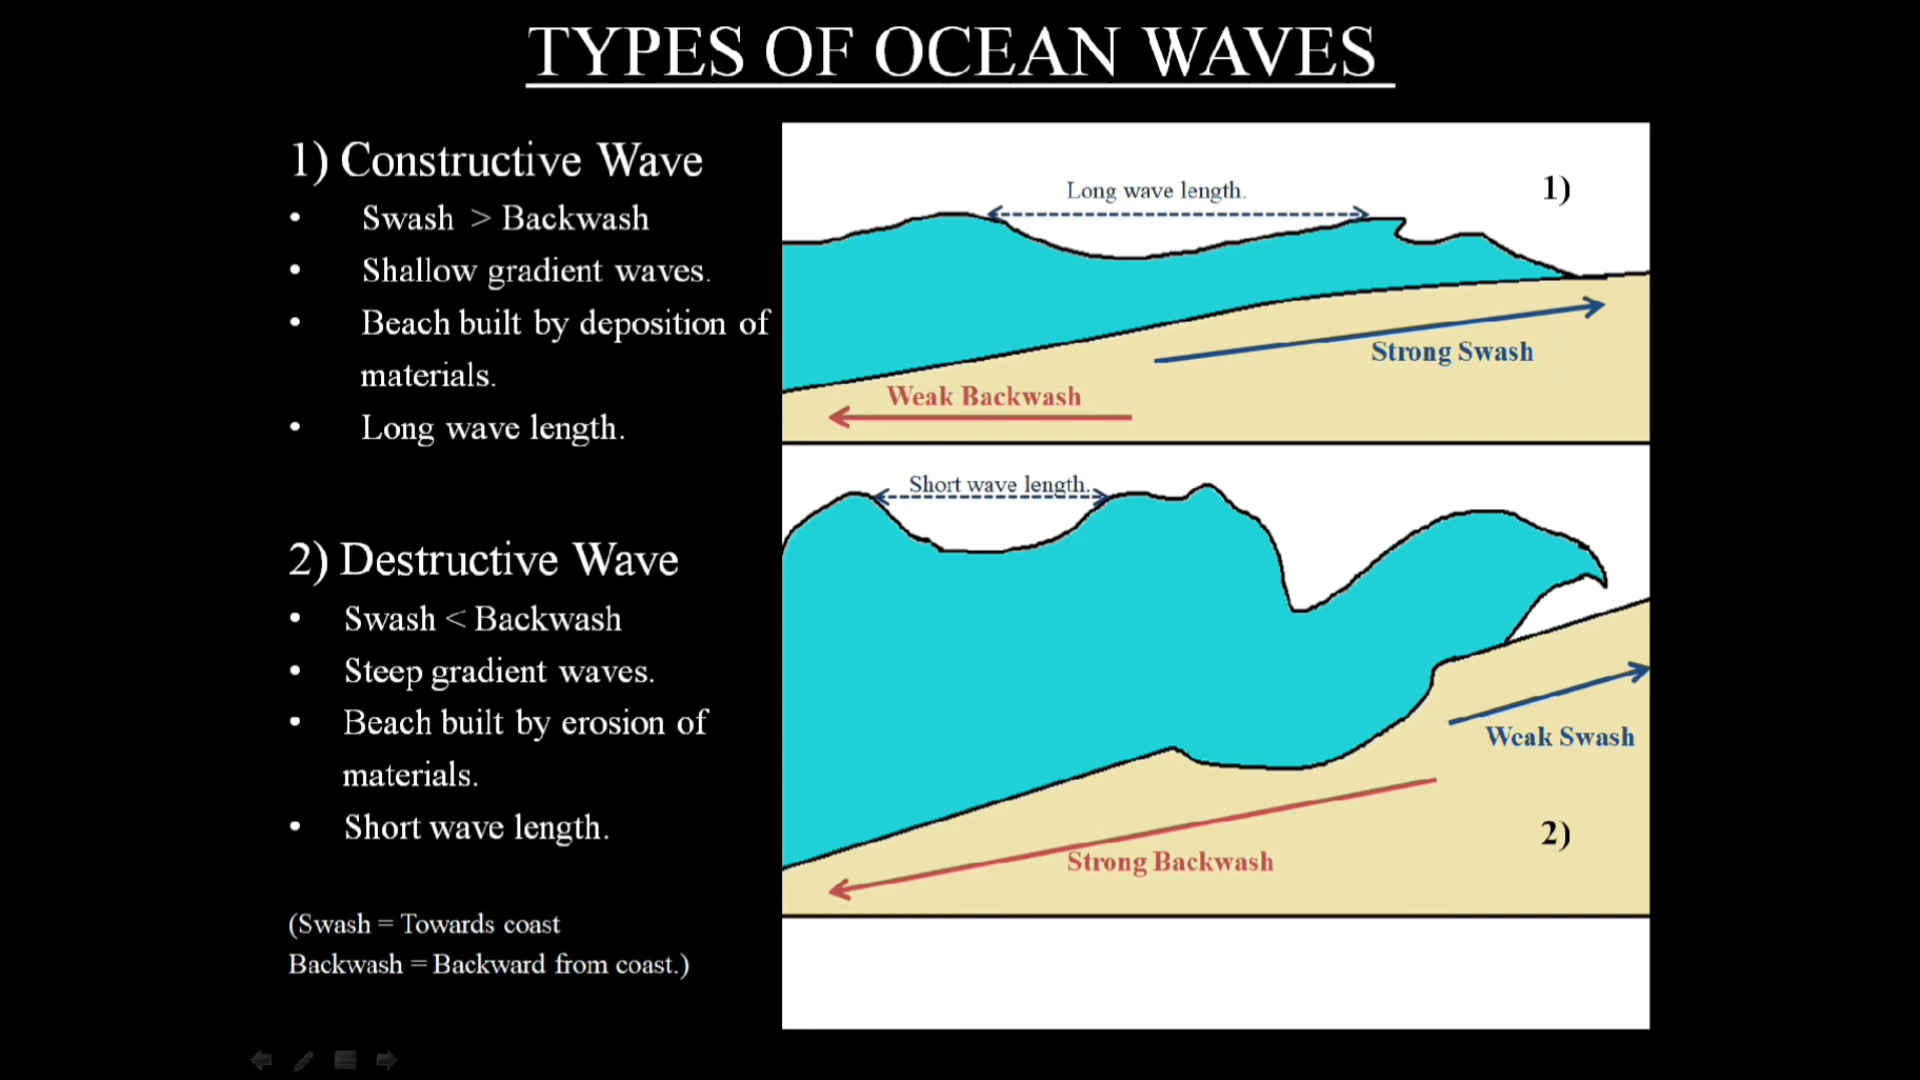 TYPES OF OCEAN WAVES
1) Constructive Wave
• Swash > Backwash
• Shallow gradient waves.
• Beach built by deposition of
materials.
• Long wave length.
2) Destructive Wave
• Swash < Backwash
• Steep gradient waves.
• Beach built by erosion of
materials.
• Short wave length.
(Swash = Towards coast
Backwash = Backward from coast.)
Long wave length.
1)
Strong Swash
Weak Backwash
Short wave length.
Weak Swash
2)
Strong Backwash